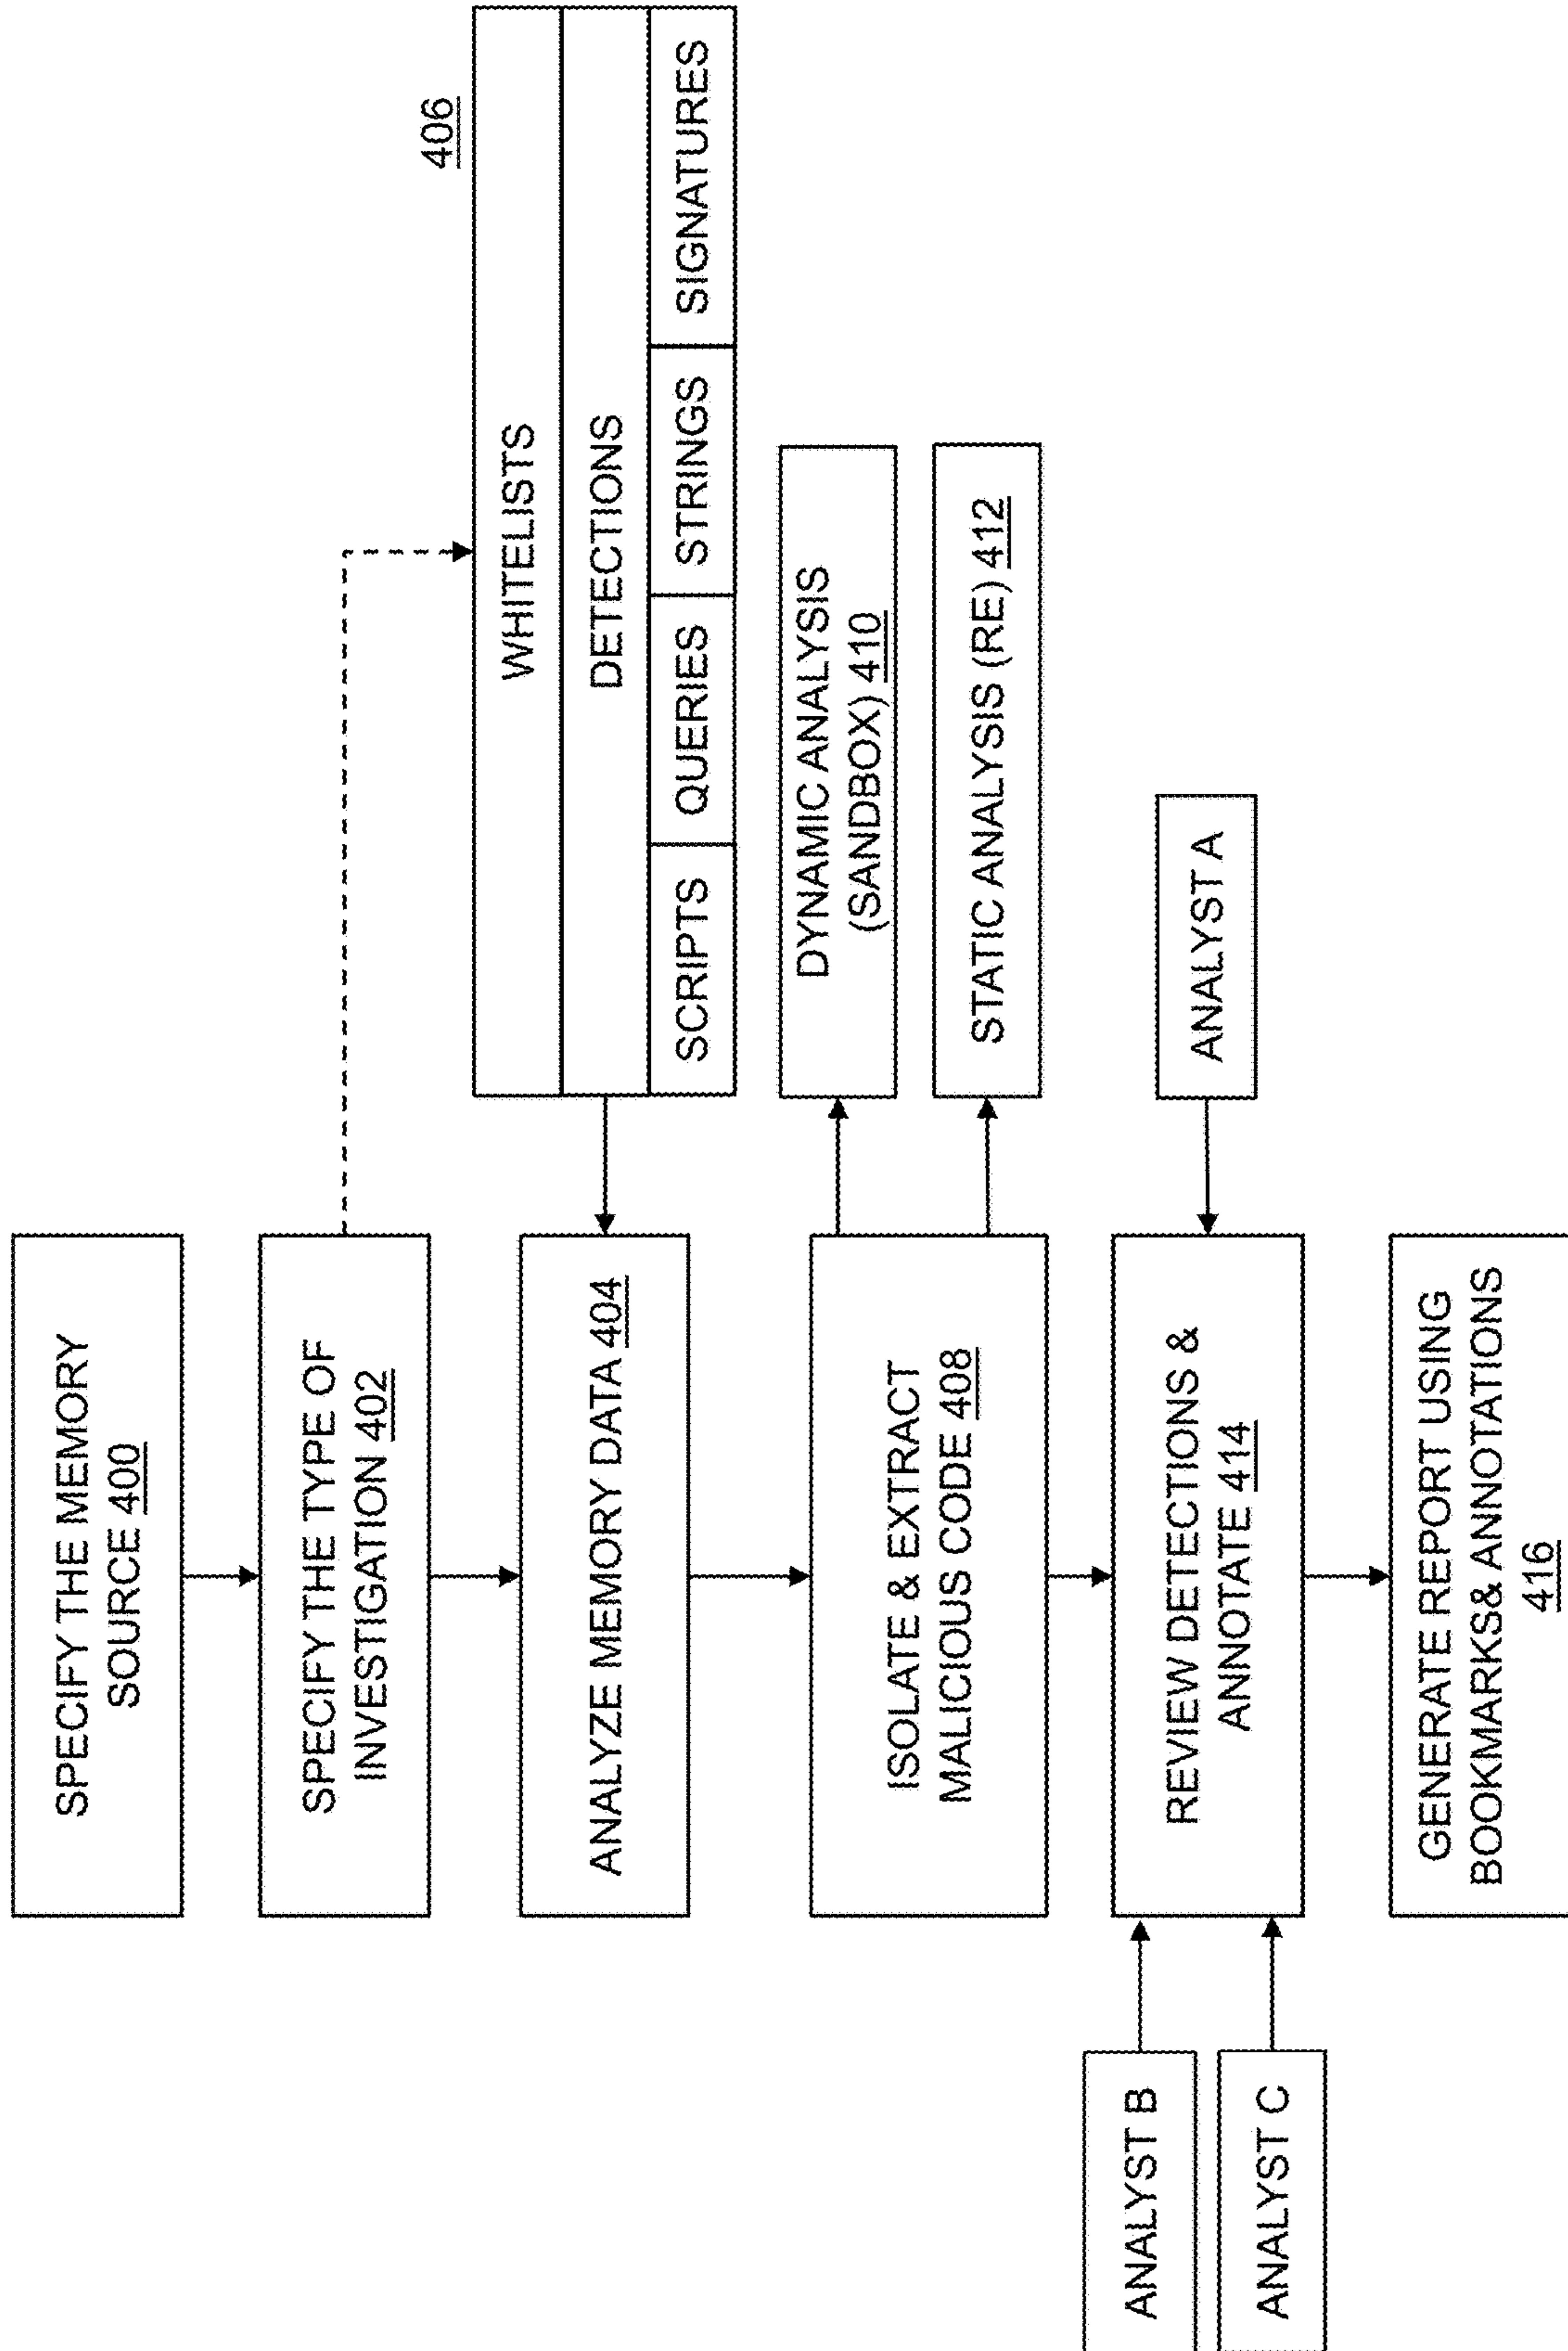 SPECIFY THE MEMORY
SOURCE 400
SPECIFY THE TYPE OF
INVESTIGATION 402
ANALYZE MEMORY DATA 404
406
WHITELISTS
DETECTIONS
SCRIPTS
QUERIES
STRINGS
SIGNATURES
ISOLATE & EXTRACT
MALICIOUS CODE 408
DYNAMIC ANALYSIS
(SANDBOX) 410
STATIC ANALYSIS (RE) 412
REVIEW DETECTIONS &
ANNOTATE 414
ANALYST A
ANALYST B
ANALYST C
GENERATE REPORT USING
BOOKMARKS& ANNOTATIONS
416